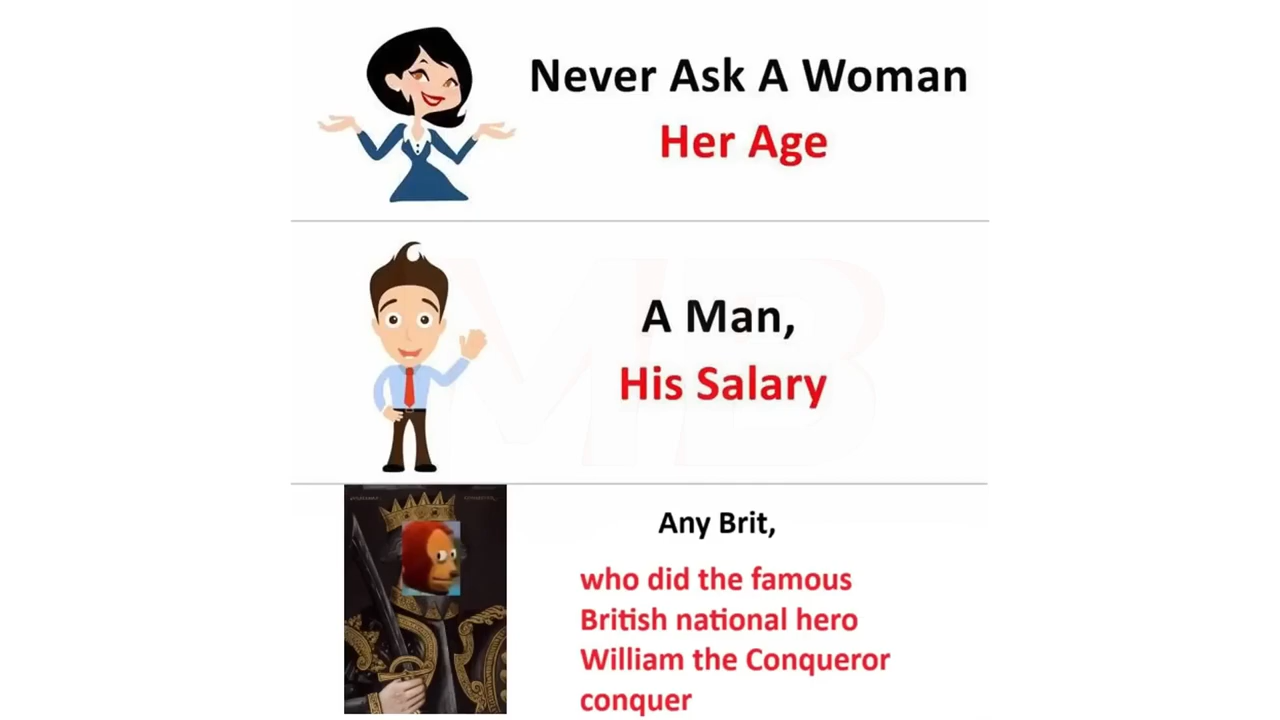 Never Ask A Woman
Her Age
A Man,
His Salary
Any Brit,
who did the famous
British national hero
William the Conqueror
conquer